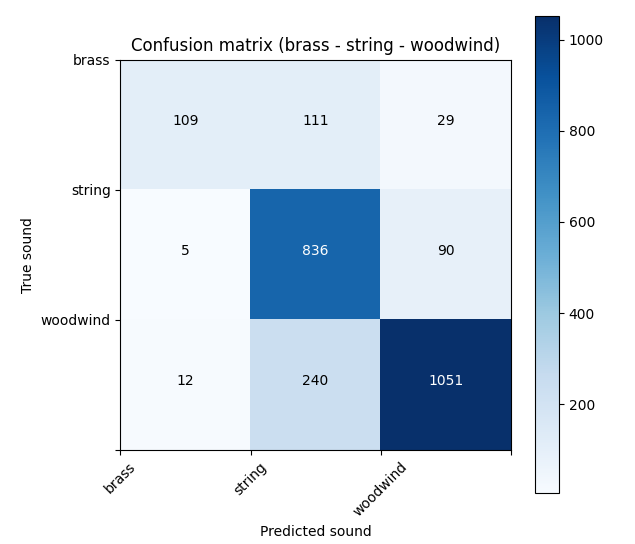 Confusion matrix (brass - string - woodwind)
brass
109 111 29
string
5 836 90
woodwind
12 240 1051
brass string woodwind
True sound
Predicted sound
1000
800
600
400
200